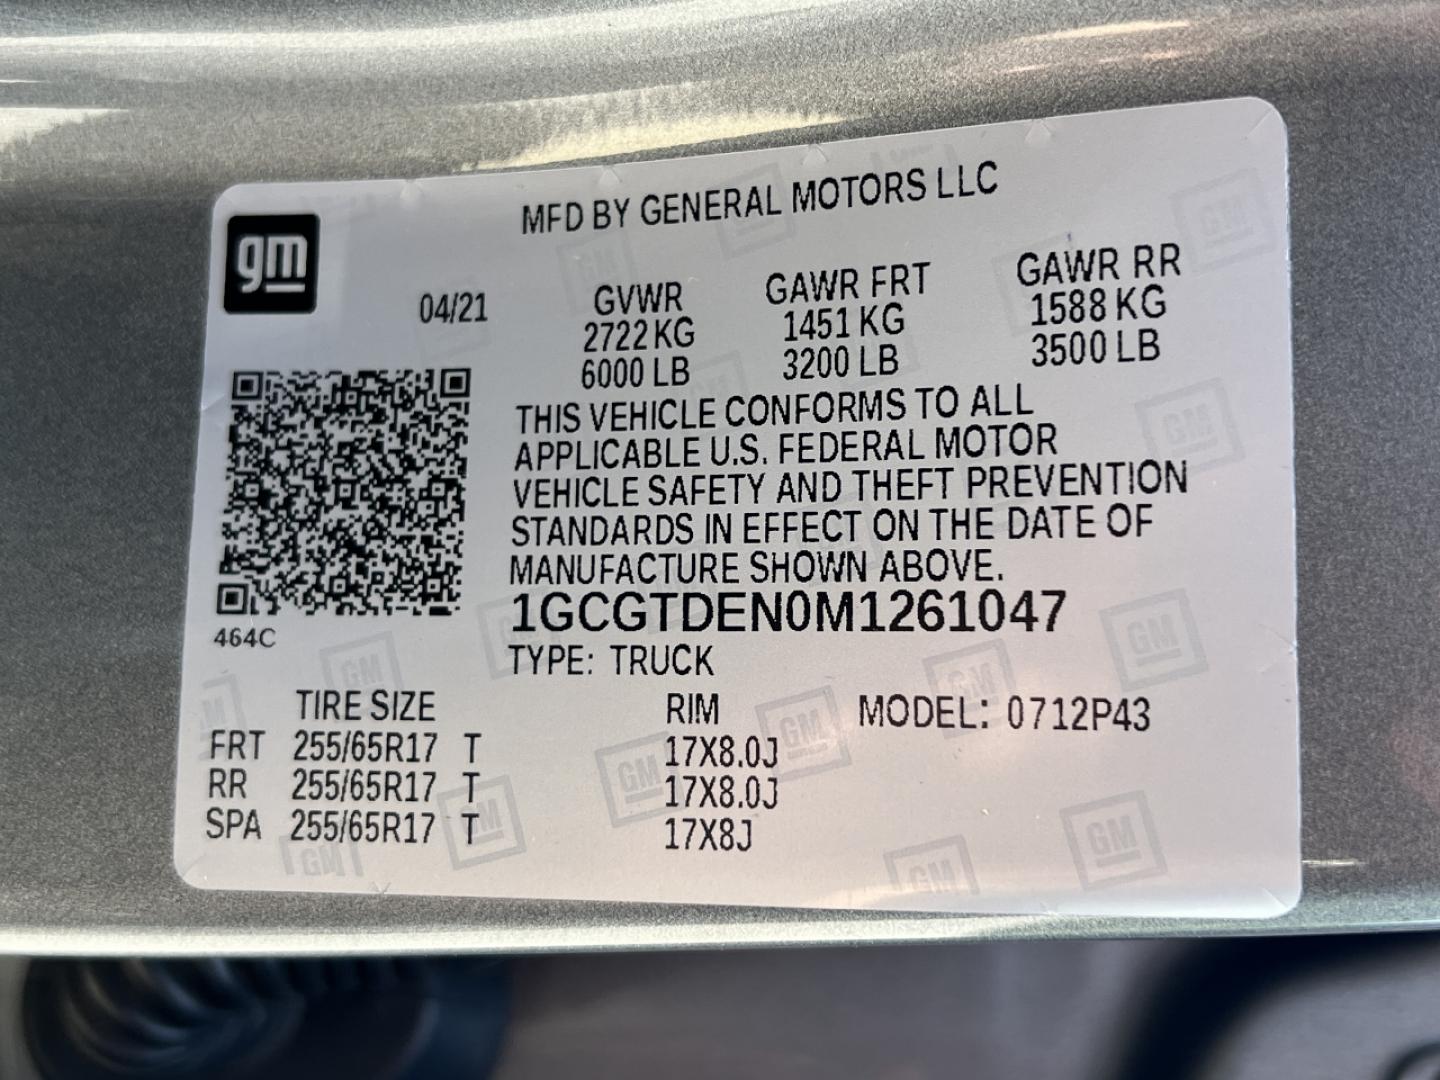 MFD BY GENERAL MOTORS LLC
gm
04/21
GVWR GAWR FRT GAWR RR
2722 KG 1451 KG 1588 KG
6000 LB 3200 LB 3500 LB
THIS VEHICLE CONFORMS TO ALL
APPLICABLE U.S. FEDERAL MOTOR
VEHICLE SAFETY AND THEFT PREVENTION
STANDARDS IN EFFECT ON THE DATE OF
MANUFACTURE SHOWN ABOVE.
1GCGTDEN0M1261047
464C
TYPE: TRUCK
TIRE SIZE RIM MODEL: 0712P43
FRT 255/65R17 T 17X8.0J
RR 255/65R17 T 17X8.0J
SPA 255/65R17 T 17X8J